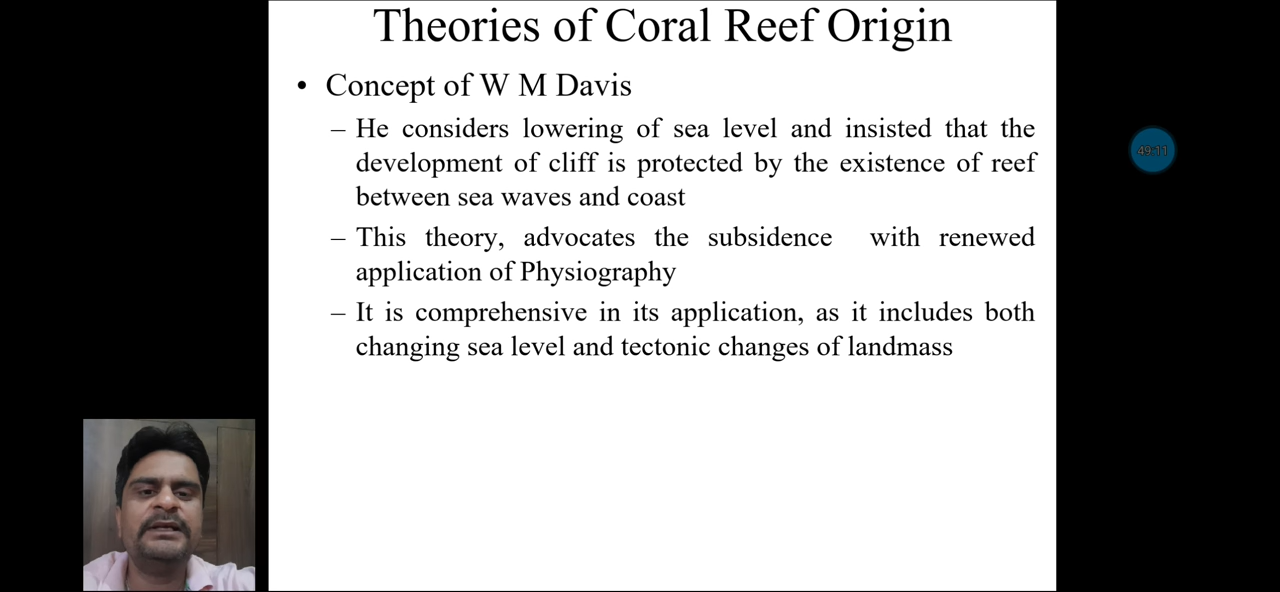 Theories of Coral Reef Origin
• Concept of W M Davis
– He considers lowering of sea level and insisted that the
development of cliff is protected by the existence of reef
between sea waves and coast
– This theory, advocates the subsidence with renewed
application of Physiography
– It is comprehensive in its application, as it includes both
changing sea level and tectonic changes of landmass
49:11